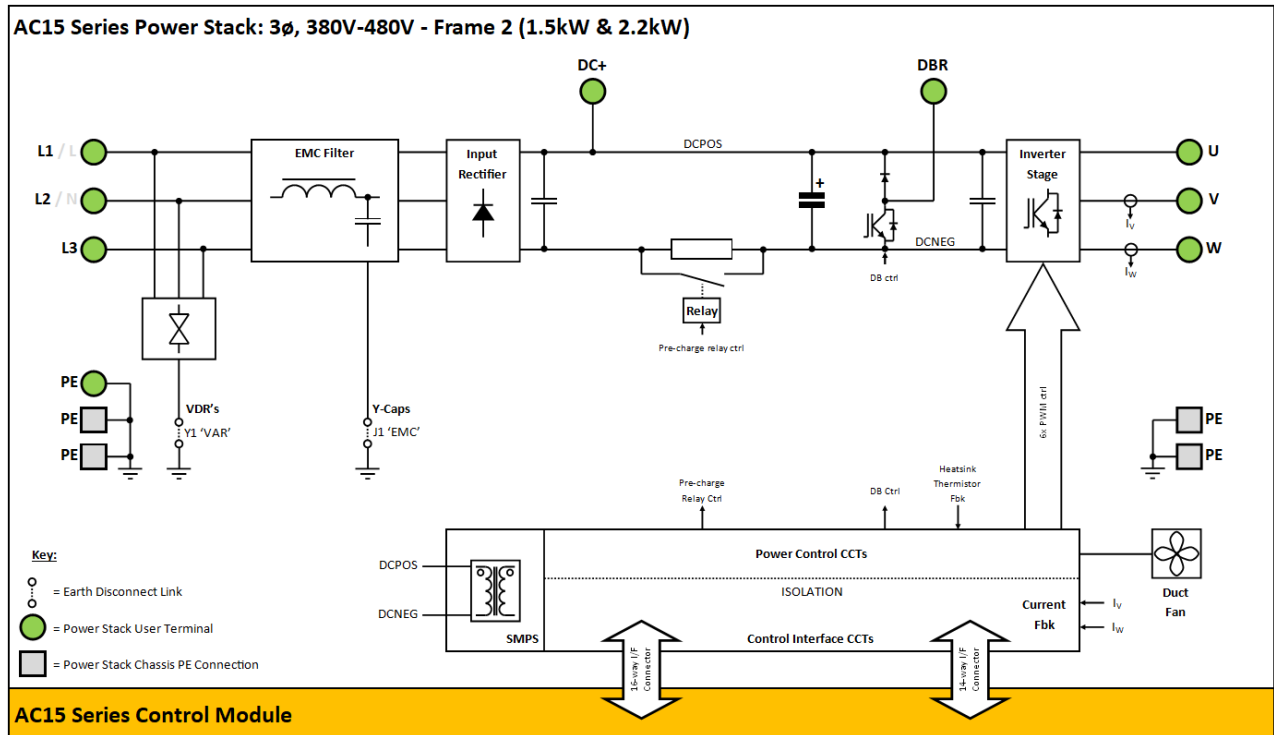 AC15 Series Power Stack: 3ø, 380V-480V - Frame 2 (1.5kW & 2.2kW)
DC+
DBR
L1 / L
EMC Filter
Input
Rectifier
DCPOS
Inverter
Stage
U
L2 / N
+
V
I_V
L3
DCNEG
W
I_W
DB ctrl
Relay
Pre-charge relay ctrl
PE
PE
PE
VDR's
Y1 'VAR'
Y-Caps
J1 'EMC'
6x PWM ctrl
PE
PE
Pre-charge
Relay Ctrl
DB Ctrl
Heatsink
Thermistor
Fbk
Key:
= Earth Disconnect Link
= Power Stack User Terminal
= Power Stack Chassis PE Connection
DCPOS
DCNEG
SMPS
Power Control CCTs
ISOLATION
Control Interface CCTs
Current
Fbk
I_V
I_W
Duct
Fan
16-way I/F
Connector
14-way I/F
Connector
AC15 Series Control Module